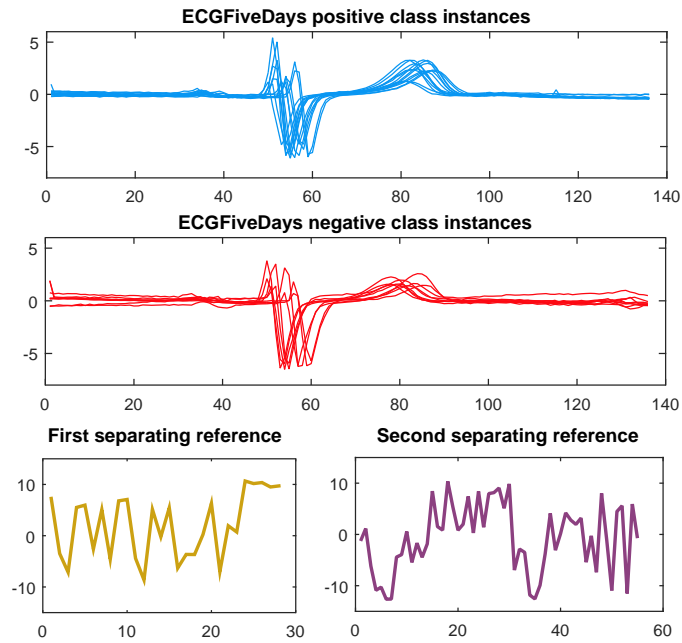 ECGFiveDays positive class instances
5
0
-5
0 20 40 60 80 100 120 140
ECGFiveDays negative class instances
5
0
-5
0 20 40 60 80 100 120 140
First separating reference
10
0
-10
0 10 20 30
Second separating reference
10
0
-10
0 20 40 60